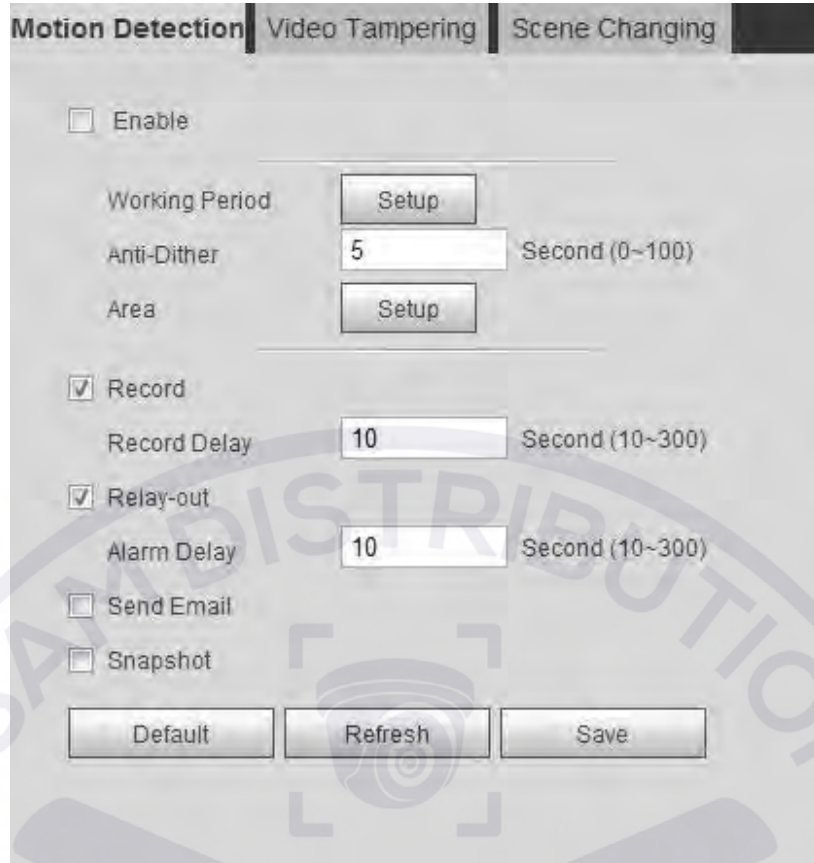 Motion Detection Video Tampering Scene Changing
Enable
Working Period Setup
Anti-Dither 5 Second (0~100)
Area Setup
Record
Record Delay 10 Second (10~300)
Relay-out
Alarm Delay 10 Second (10~300)
Send Email
Snapshot
Default Refresh Save
SAM DISTRIBUTION